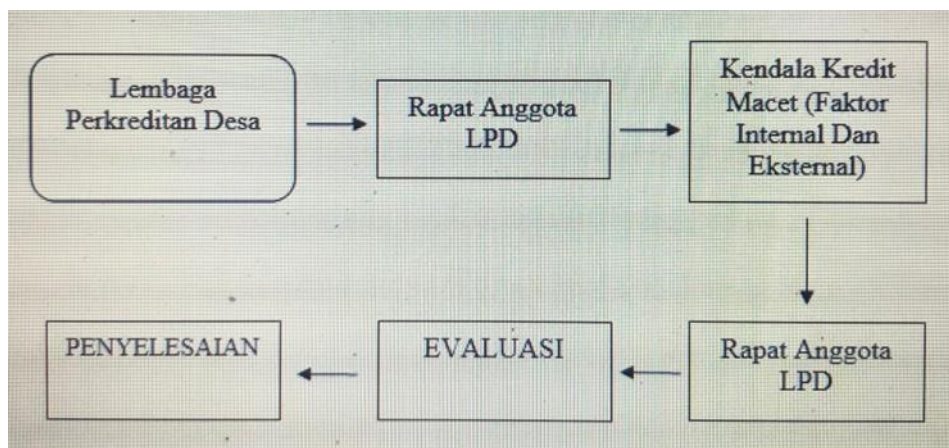 Lembaga
Perkreditan Desa
Rapat Anggota
LPD
Kendala Kredit
Macet (Faktor
Internal Dan
Eksternal)
Rapat Anggota
LPD
EVALUASI
PENYELESAIAN